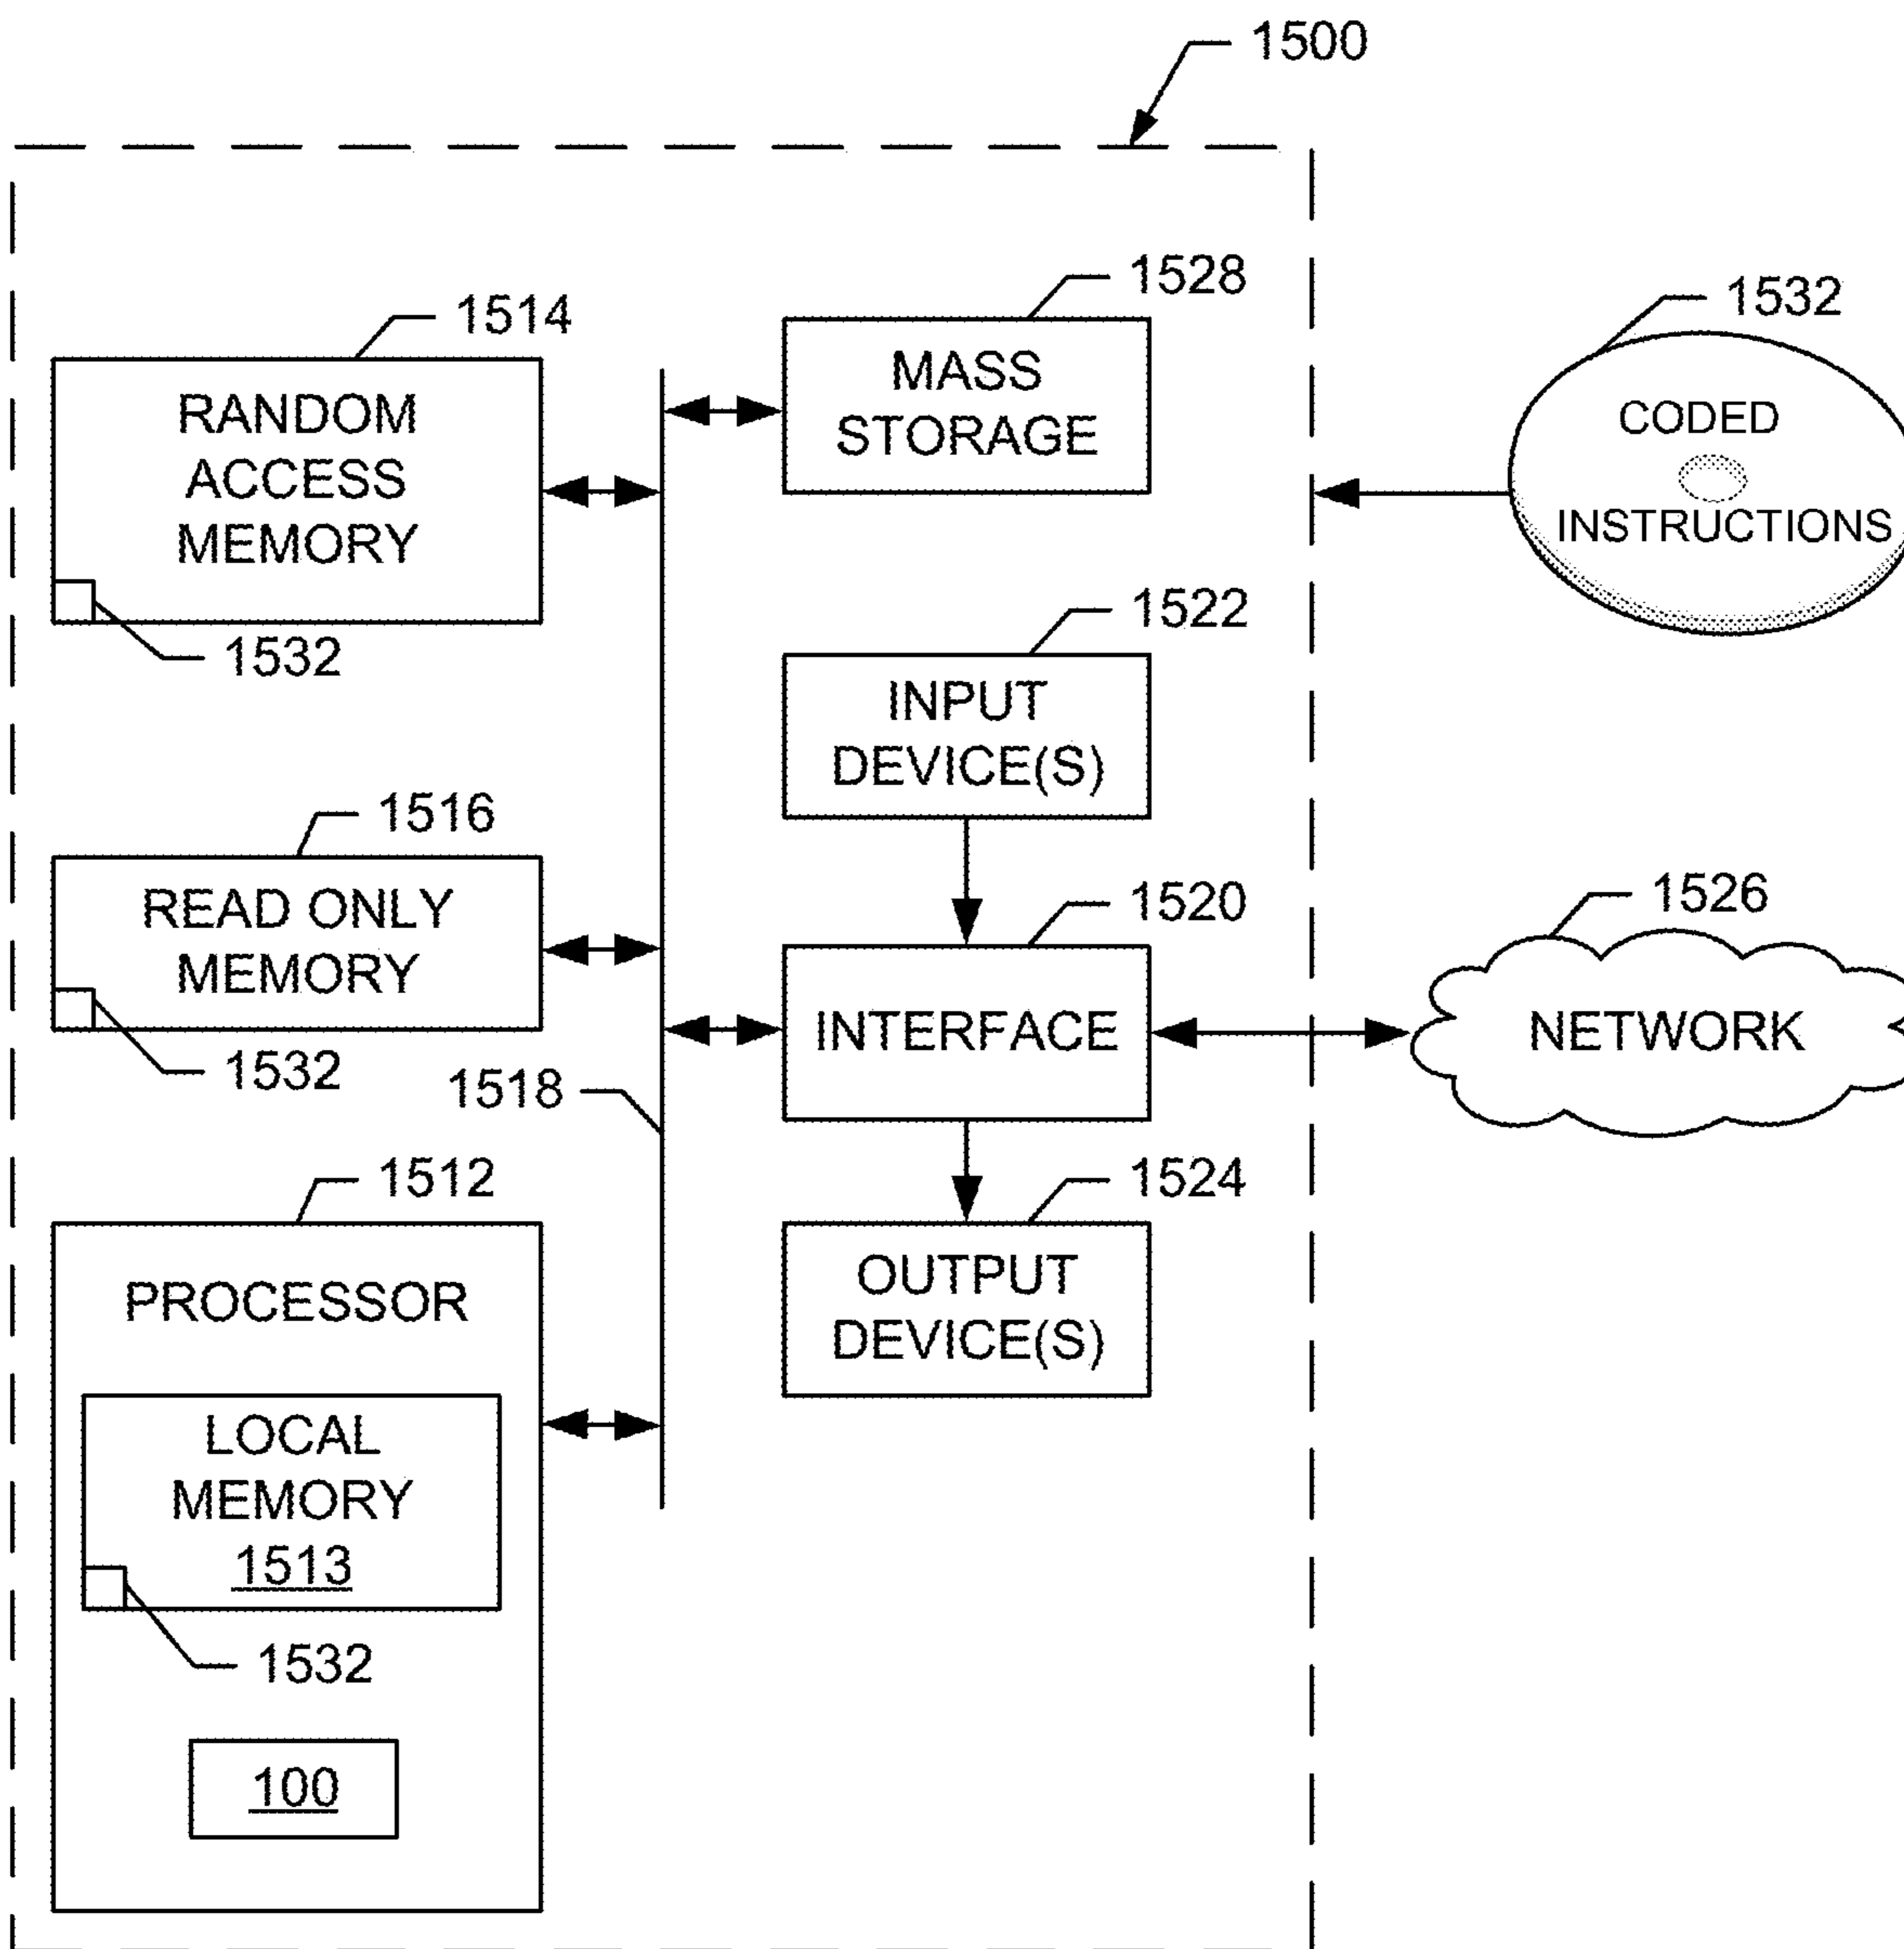 1500
1514
RANDOM
ACCESS
MEMORY
1532
1528
MASS
STORAGE
1532
CODED
INSTRUCTIONS
1522
INPUT
DEVICE(S)
1516
READ ONLY
MEMORY
1532
1518
1520
INTERFACE
1526
NETWORK
1512
PROCESSOR
LOCAL
MEMORY
1513
1532
100
1524
OUTPUT
DEVICE(S)